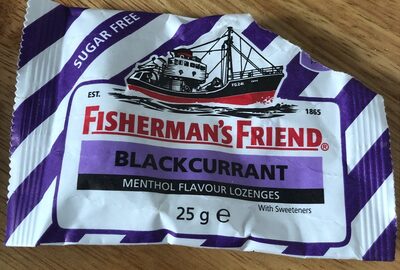 SUGAR FREE
EST. 1865
FISHERMAN'S FRIEND®
BLACKCURRANT
MENTHOL FLAVOUR LOZENGES
25 g ℮
With Sweeteners